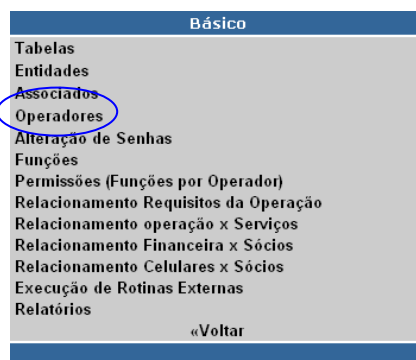 Básico
Tabelas
Entidades
Associados
Operadores
Alteração de Senhas
Funções
Permissões (Funções por Operador)
Relacionamento Requisitos da Operação
Relacionamento operação x Serviços
Relacionamento Financeira x Sócios
Relacionamento Celulares x Sócios
Execução de Rotinas Externas
Relatórios
«Voltar